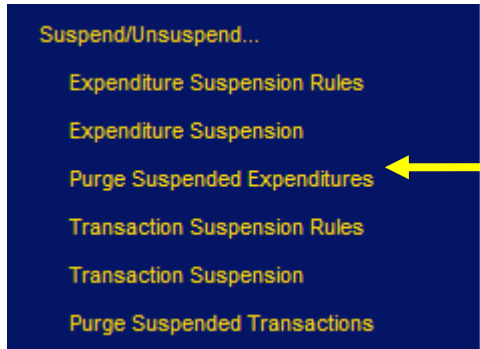 Suspend/Unsuspend...
Expenditure Suspension Rules
Expenditure Suspension
Purge Suspended Expenditures
Transaction Suspension Rules
Transaction Suspension
Purge Suspended Transactions